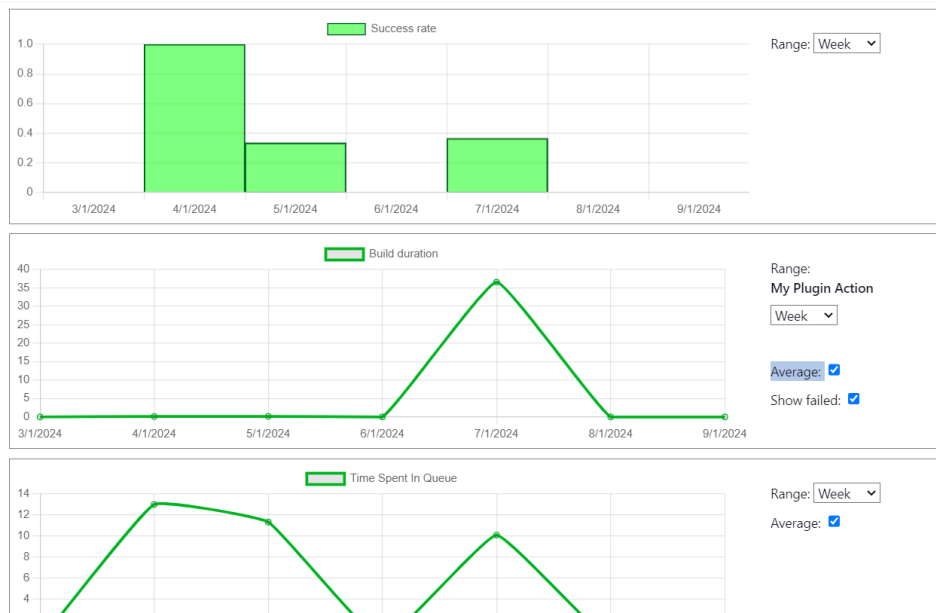 Success rate
Range: Week
1.0
0.8
0.6
0.4
0.2
0
3/1/2024 4/1/2024 5/1/2024 6/1/2024 7/1/2024 8/1/2024 9/1/2024
Build duration
Range:
My Plugin Action
Week
Average:
Show failed:
40
35
30
25
20
15
10
5
0
3/1/2024 4/1/2024 5/1/2024 6/1/2024 7/1/2024 8/1/2024 9/1/2024
Time Spent In Queue
Range: Week
Average:
14
12
10
8
6
4